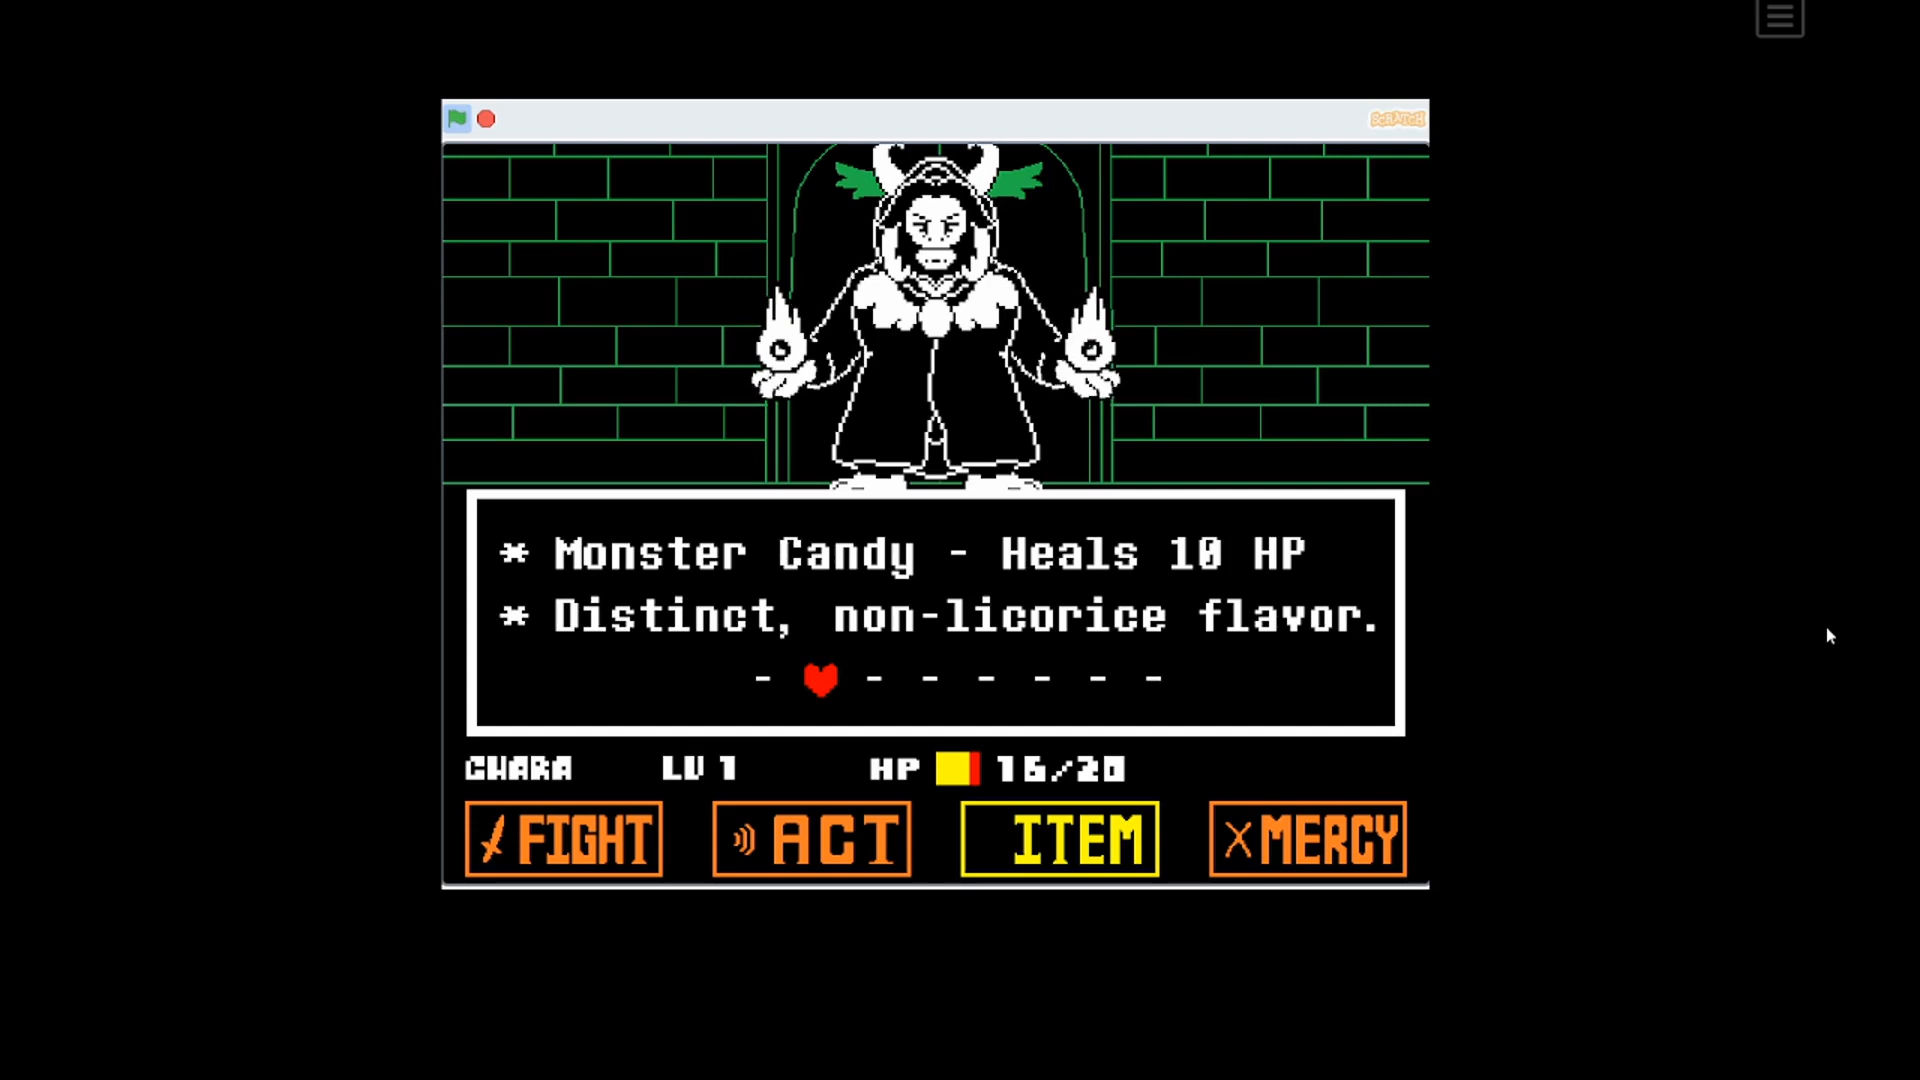 SCRATCH
* Monster Candy - Heals 10 HP
* Distinct, non-licorice flavor.
- - - - - - -
CHARA LV 1 HP 16/20
FIGHT ACT ITEM MERCY